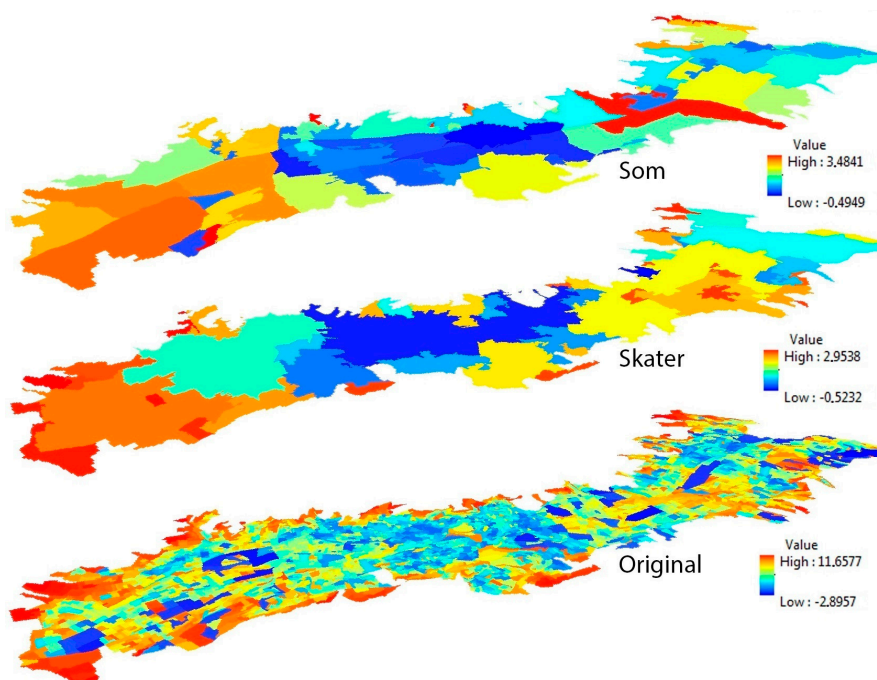 Som
Value
High : 3,4841
Low : -0,4949
Skater
Value
High : 2,9538
Low : -0,5232
Original
Value
High : 11.6577
Low : -2.8957